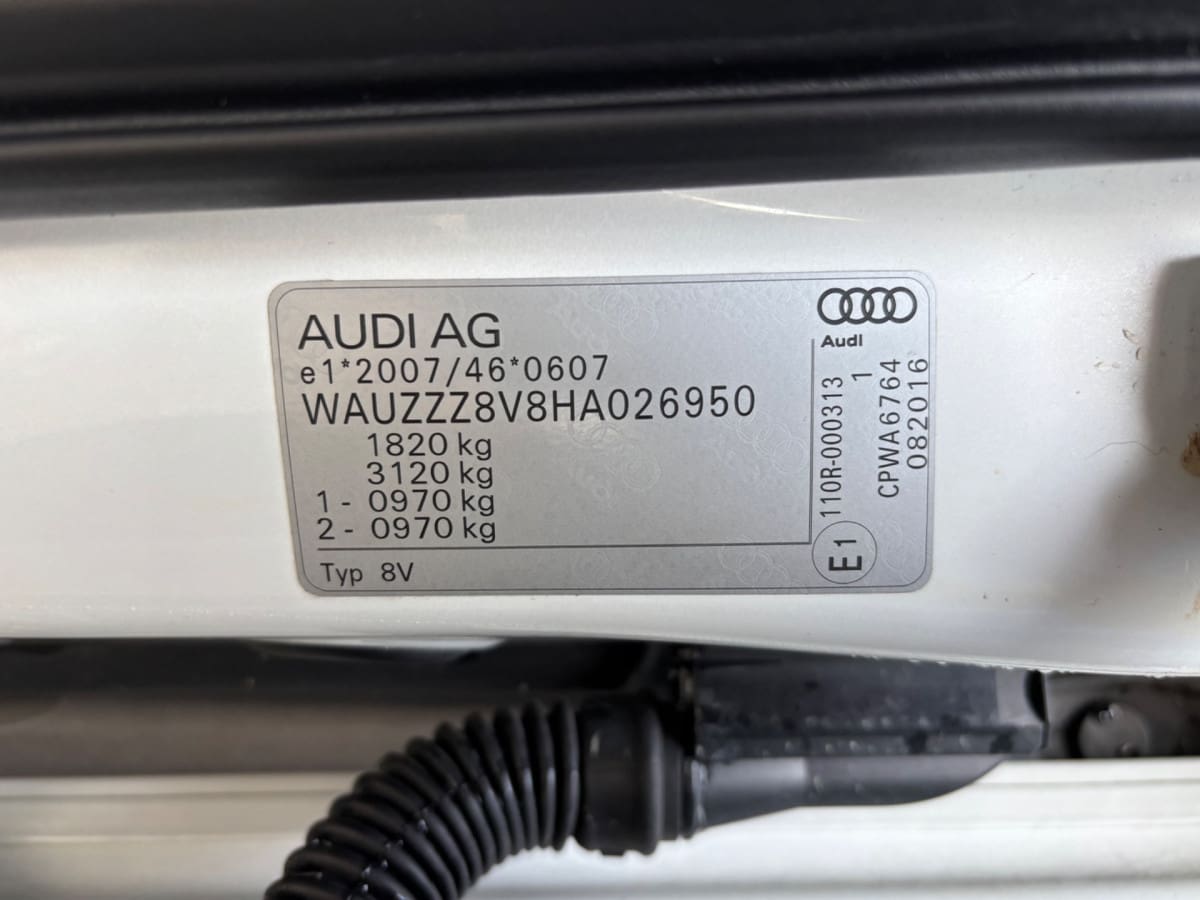 AUDI AG
e1*2007/46*0607
WAUZZZ8V8HA026950
1820 kg
3120 kg
1 - 0970 kg
2 - 0970 kg
Typ 8V
Audi
E1
110R-000313
1
CPWA6764
082016